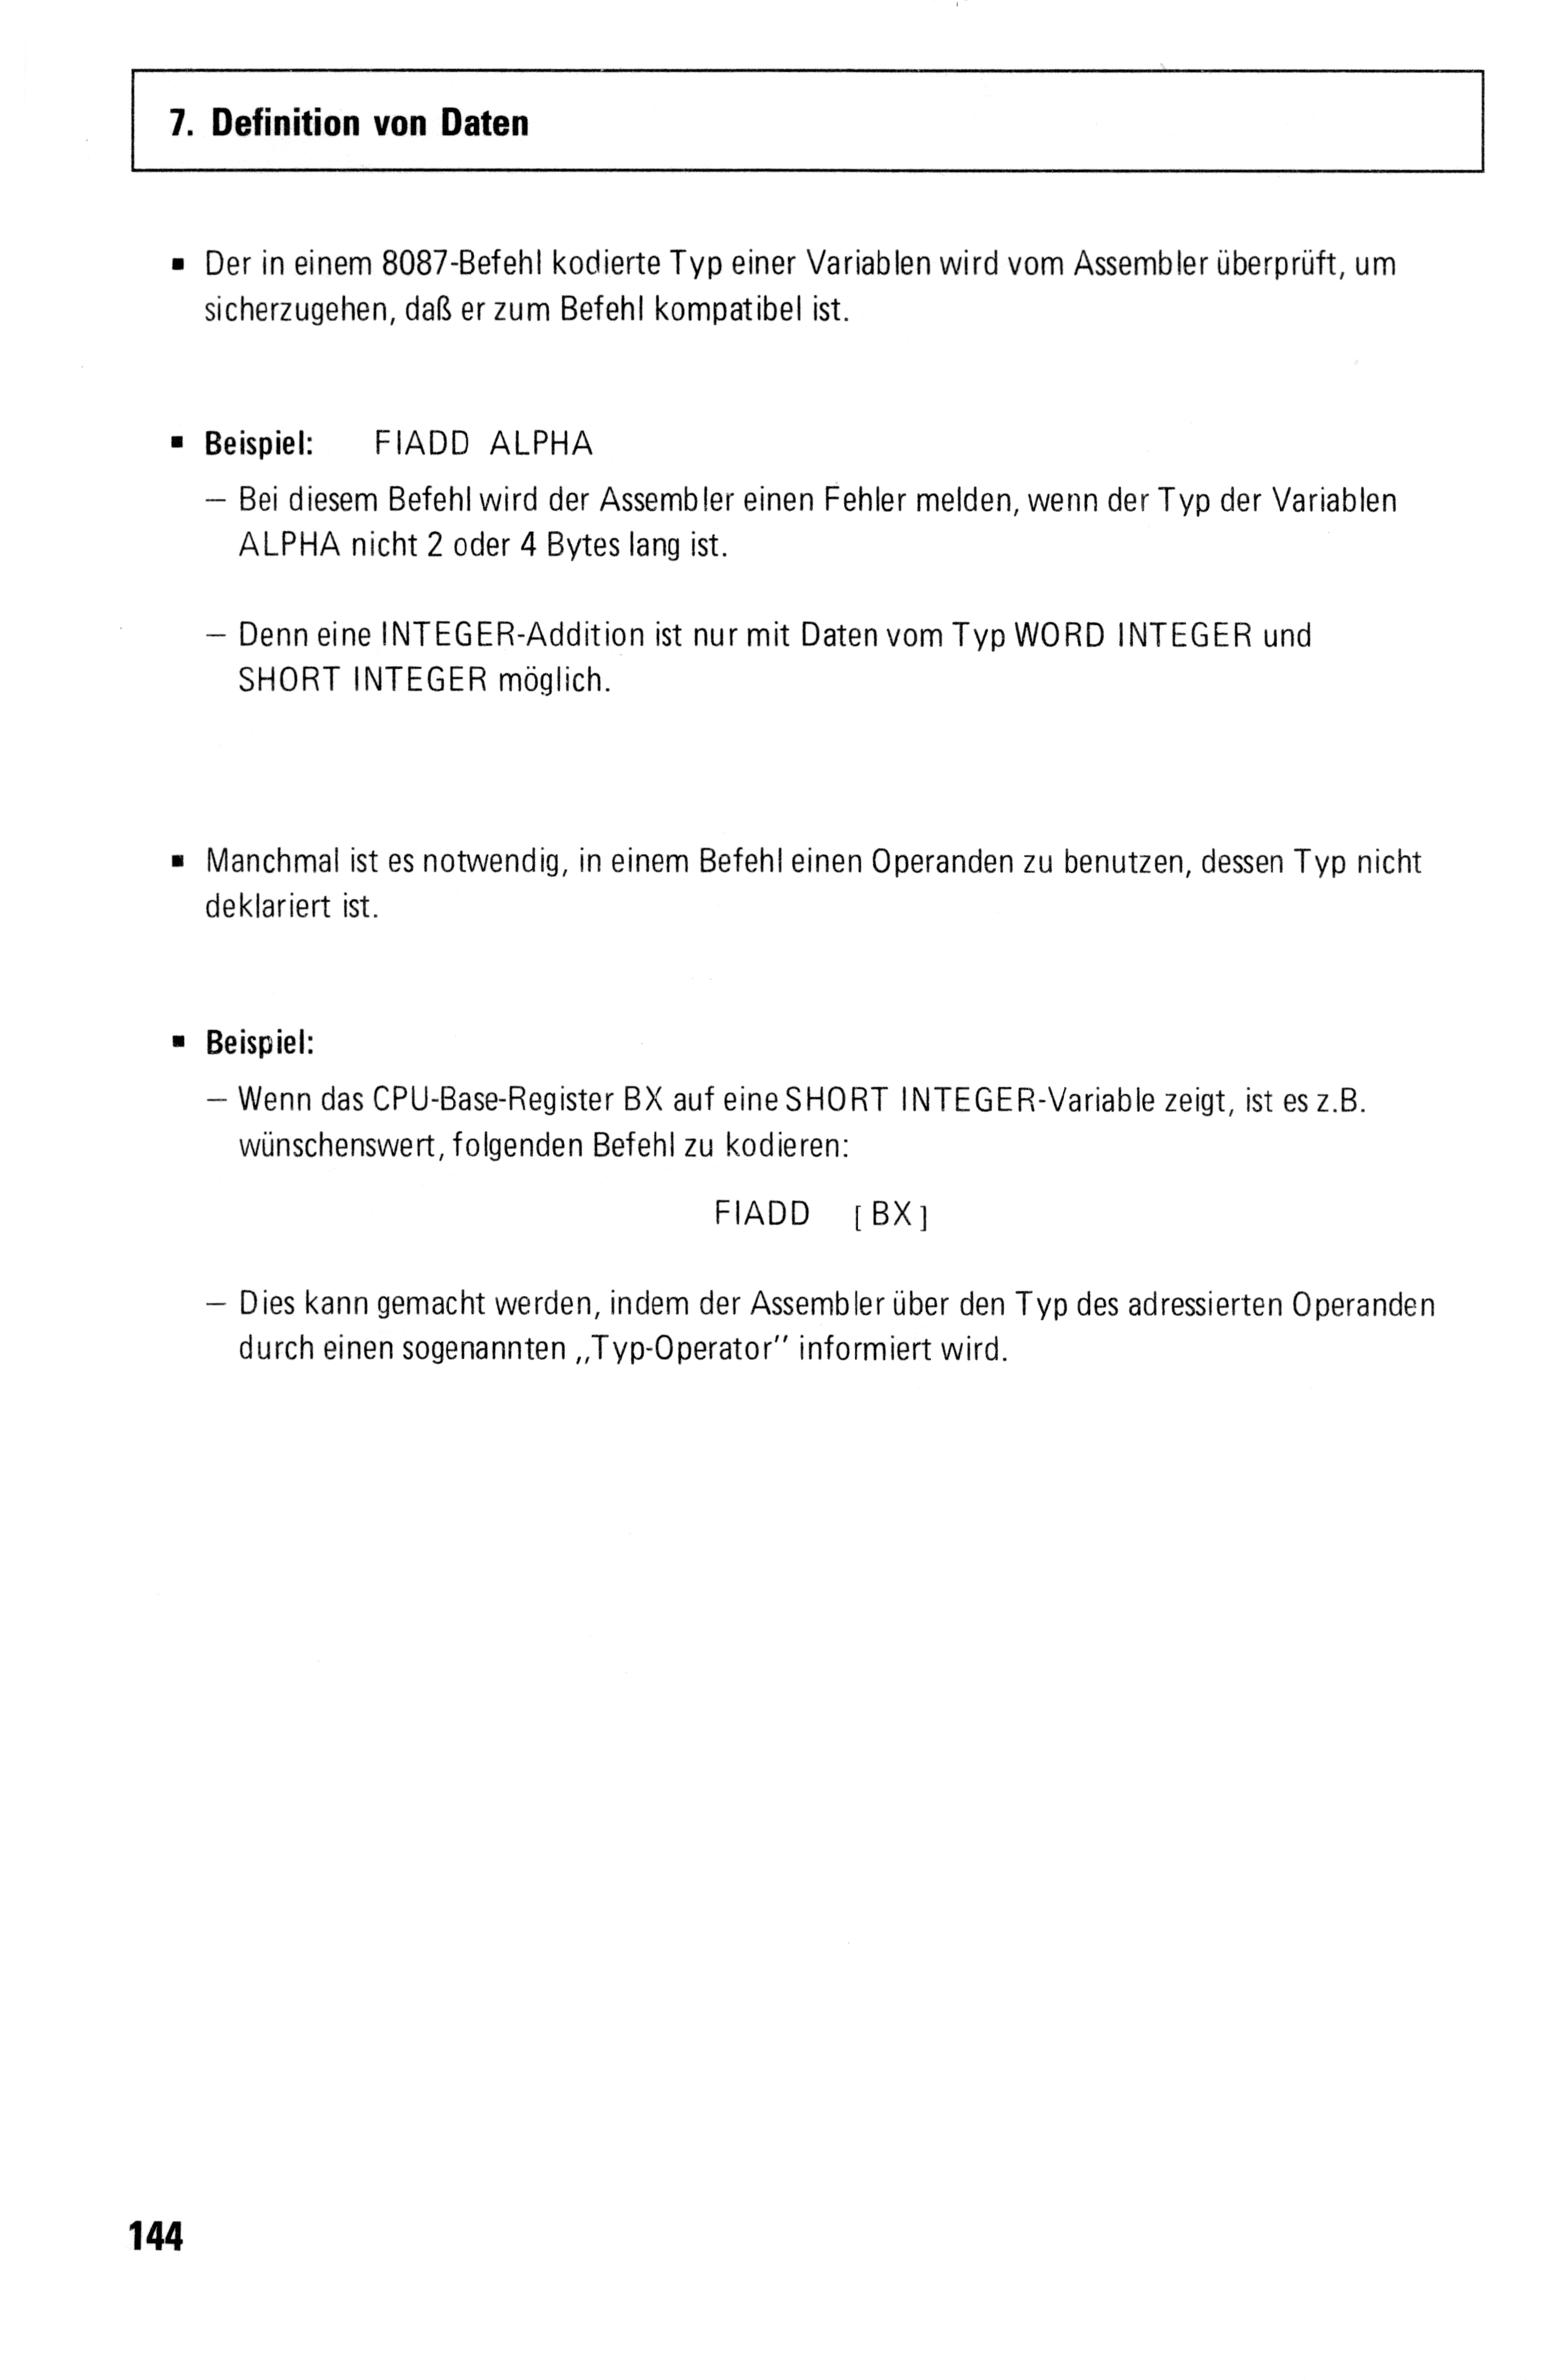 7. Definition von Daten
▪ Der in einem 8087-Befehl kodierte Typ einer Variablen wird vom Assembler überprüft, um
sicherzugehen, daß er zum Befehl kompatibel ist.
▪ Beispiel: FIADD ALPHA
– Bei diesem Befehl wird der Assembler einen Fehler melden, wenn der Typ der Variablen
ALPHA nicht 2 oder 4 Bytes lang ist.
– Denn eine INTEGER-Addition ist nur mit Daten vom Typ WORD INTEGER und
SHORT INTEGER möglich.
▪ Manchmal ist es notwendig, in einem Befehl einen Operanden zu benutzen, dessen Typ nicht
deklariert ist.
▪ Beispiel:
– Wenn das CPU-Base-Register BX auf eine SHORT INTEGER-Variable zeigt, ist es z.B.
wünschenswert, folgenden Befehl zu kodieren:
FIADD [BX]
– Dies kann gemacht werden, indem der Assembler über den Typ des adressierten Operanden
durch einen sogenannten „Typ-Operator" informiert wird.
144